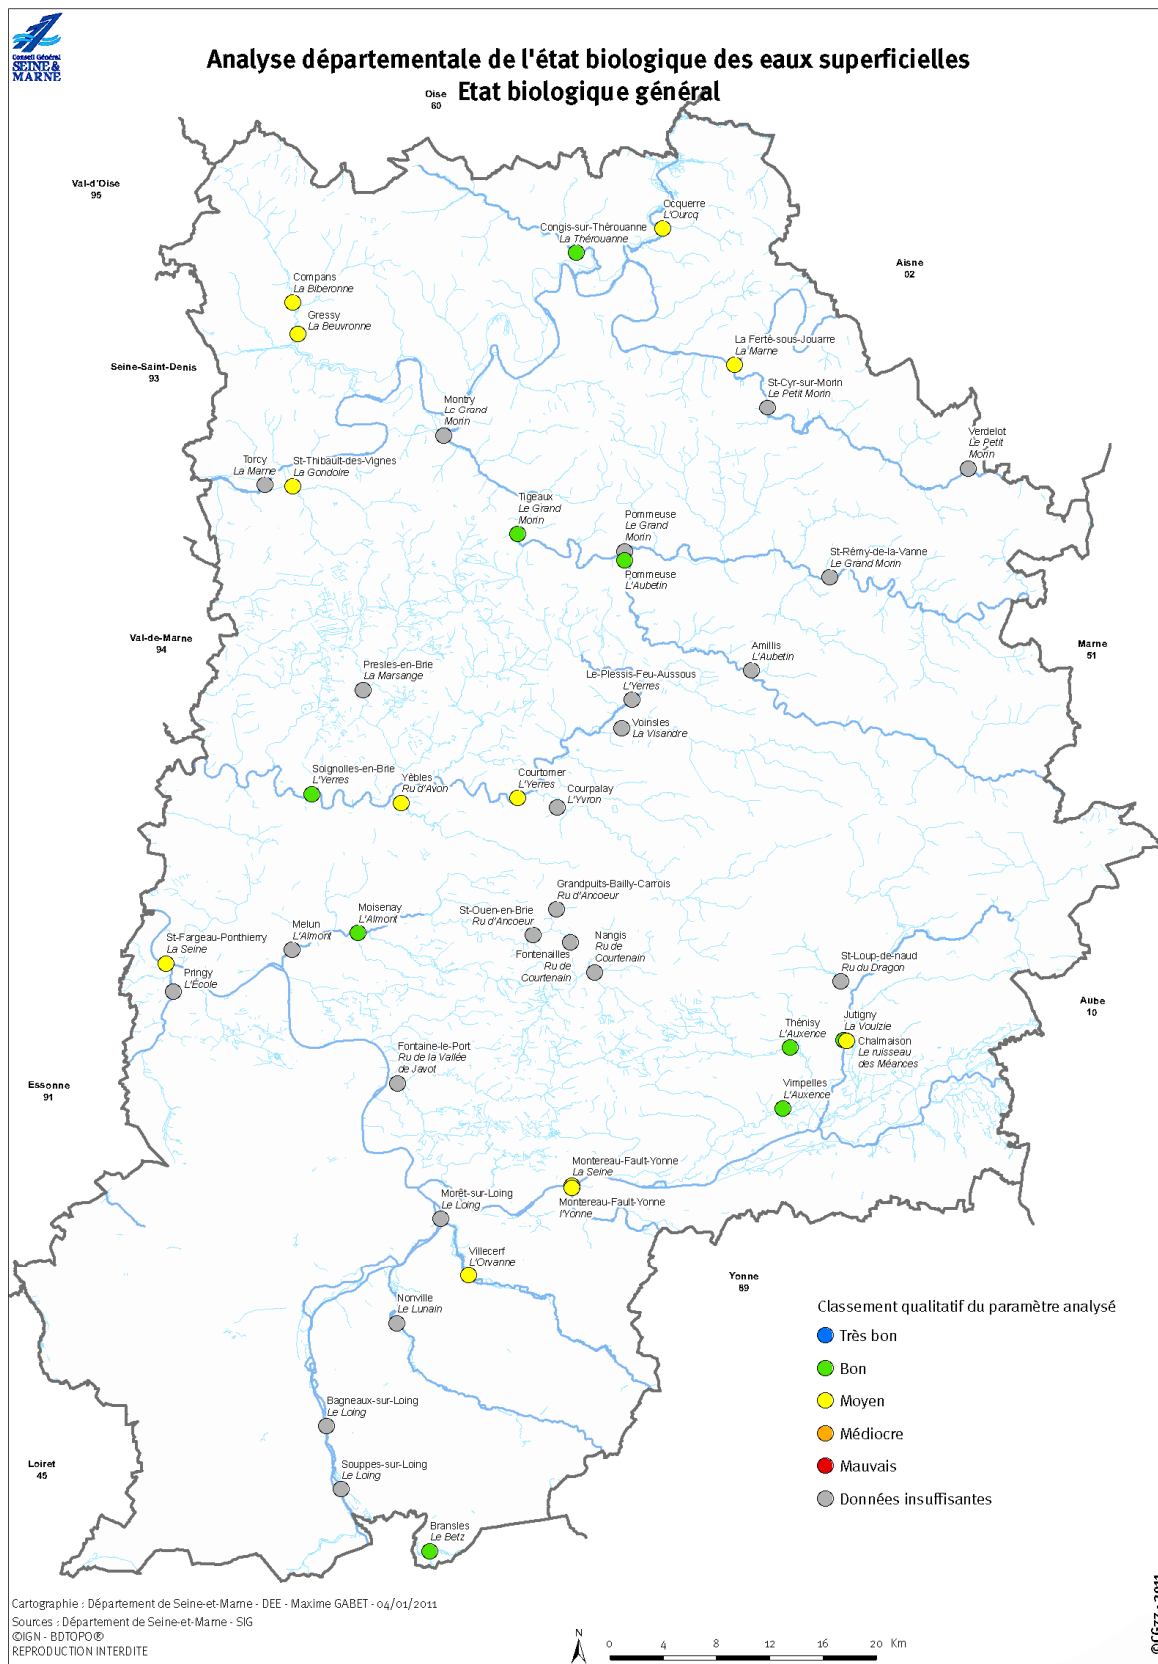 Conseil Général
SEINE &
MARNE
Analyse départementale de l'état biologique des eaux superficielles
Etat biologique général
Oise
60
Val-d'Oise
95
Ocquerre
L'Ourcq
Congis-sur-Thérouanne
La Thérouanne
Aisne
02
Compans
La Biberonne
Gressy
La Beuvronne
La Ferté-sous-Jouarre
La Marne
Seine-Saint-Denis
93
St-Cyr-sur-Morin
Le Petit Morin
Montry
Le Grand
Morin
Verdelot
Le Petit
Morin
Torcy
La Marne
St-Thibault-des-Vignes
La Gondoire
Tigeaux
Le Grand
Morin
Pommeuse
Le Grand
Morin
St-Rémy-de-la-Vanne
Le Grand Morin
Pommeuse
L'Aubetin
Val-de-Marne
94
Marne
51
Amillis
L'Aubetin
Presles-en-Brie
La Marsange
Le-Plessis-Feu-Aussous
L'Yerres
Voinsles
La Visandre
Soignolles-en-Brie
L'Yerres
Yèbles
Ru d'Avon
Courtomer
L'Yerres
Courpalay
L'Yvron
Grandpuits-Bailly-Carrois
Ru d'Ancoeur
St-Ouen-en-Brie
Ru d'Ancoeur
Moisenay
L'Almont
Melun
L'Almont
St-Fargeau-Ponthierry
La Seine
Nangis
Ru de
Courtenain
Fontenailles
Ru de
Courtenain
St-Loup-de-naud
Ru du Dragon
Pringy
L'École
Aube
10
Jutigny
La Voulzie
Thénisy
L'Auxence
Chalmaison
Le ruisseau
des Méances
Fontaine-le-Port
Ru de la Vallée
de Javot
Essonne
91
Vimpelles
L'Auxence
Montereau-Fault-Yonne
La Seine
Montereau-Fault-Yonne
l'Yonne
Morêt-sur-Loing
Le Loing
Villecerf
L'Orvanne
Yonne
89
Nonville
Le Lunain
Classement qualitatif du paramètre analysé
Très bon
Bon
Moyen
Médiocre
Mauvais
Données insuffisantes
Bagneaux-sur-Loing
Le Loing
Souppes-sur-Loing
Le Loing
Loiret
45
Bransles
Le Betz
Cartographie : Département de Seine-et-Marne - DEE - Maxime GABET - 04/01/2011
Sources : Département de Seine-et-Marne - SIG
©IGN - BDTOPO®
REPRODUCTION INTERDITE
N
0 4 8 12 16 20 Km
©CG77 - 2011